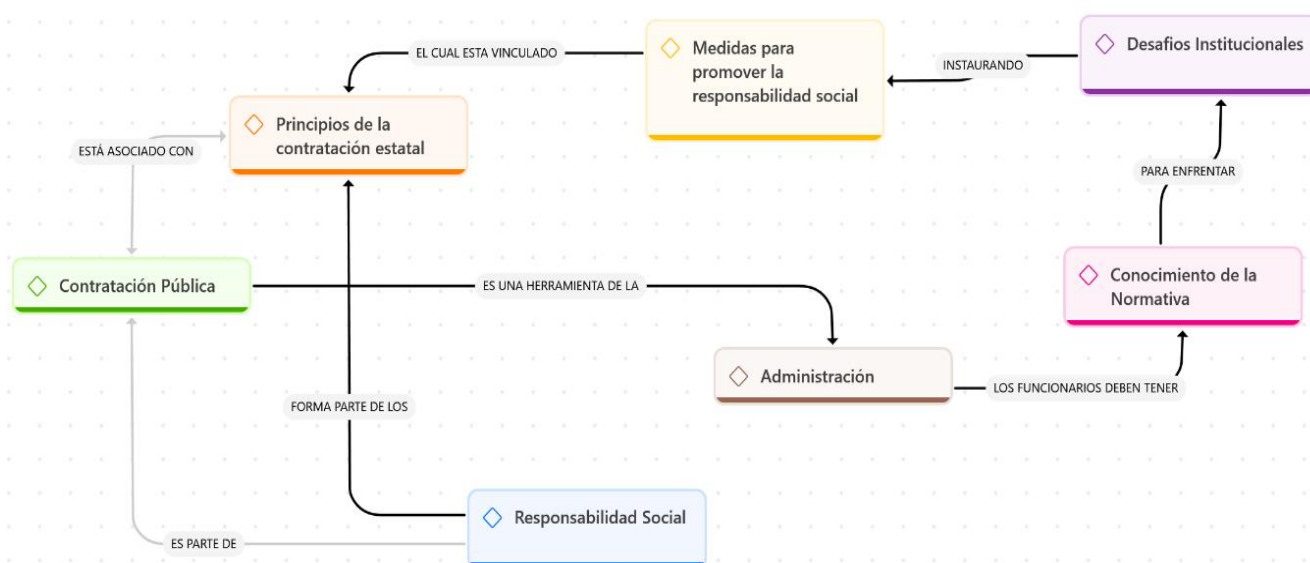 EL CUAL ESTA VINCULADO
Medidas para
promover la
responsabilidad social
INSTAURANDO
Desafios Institucionales
Principios de la
contratación estatal
ESTÁ ASOCIADO CON
PARA ENFRENTAR
Contratación Pública
ES UNA HERRAMIENTA DE LA
Conocimiento de la
Normativa
Administración
LOS FUNCIONARIOS DEBEN TENER
FORMA PARTE DE LOS
Responsabilidad Social
ES PARTE DE